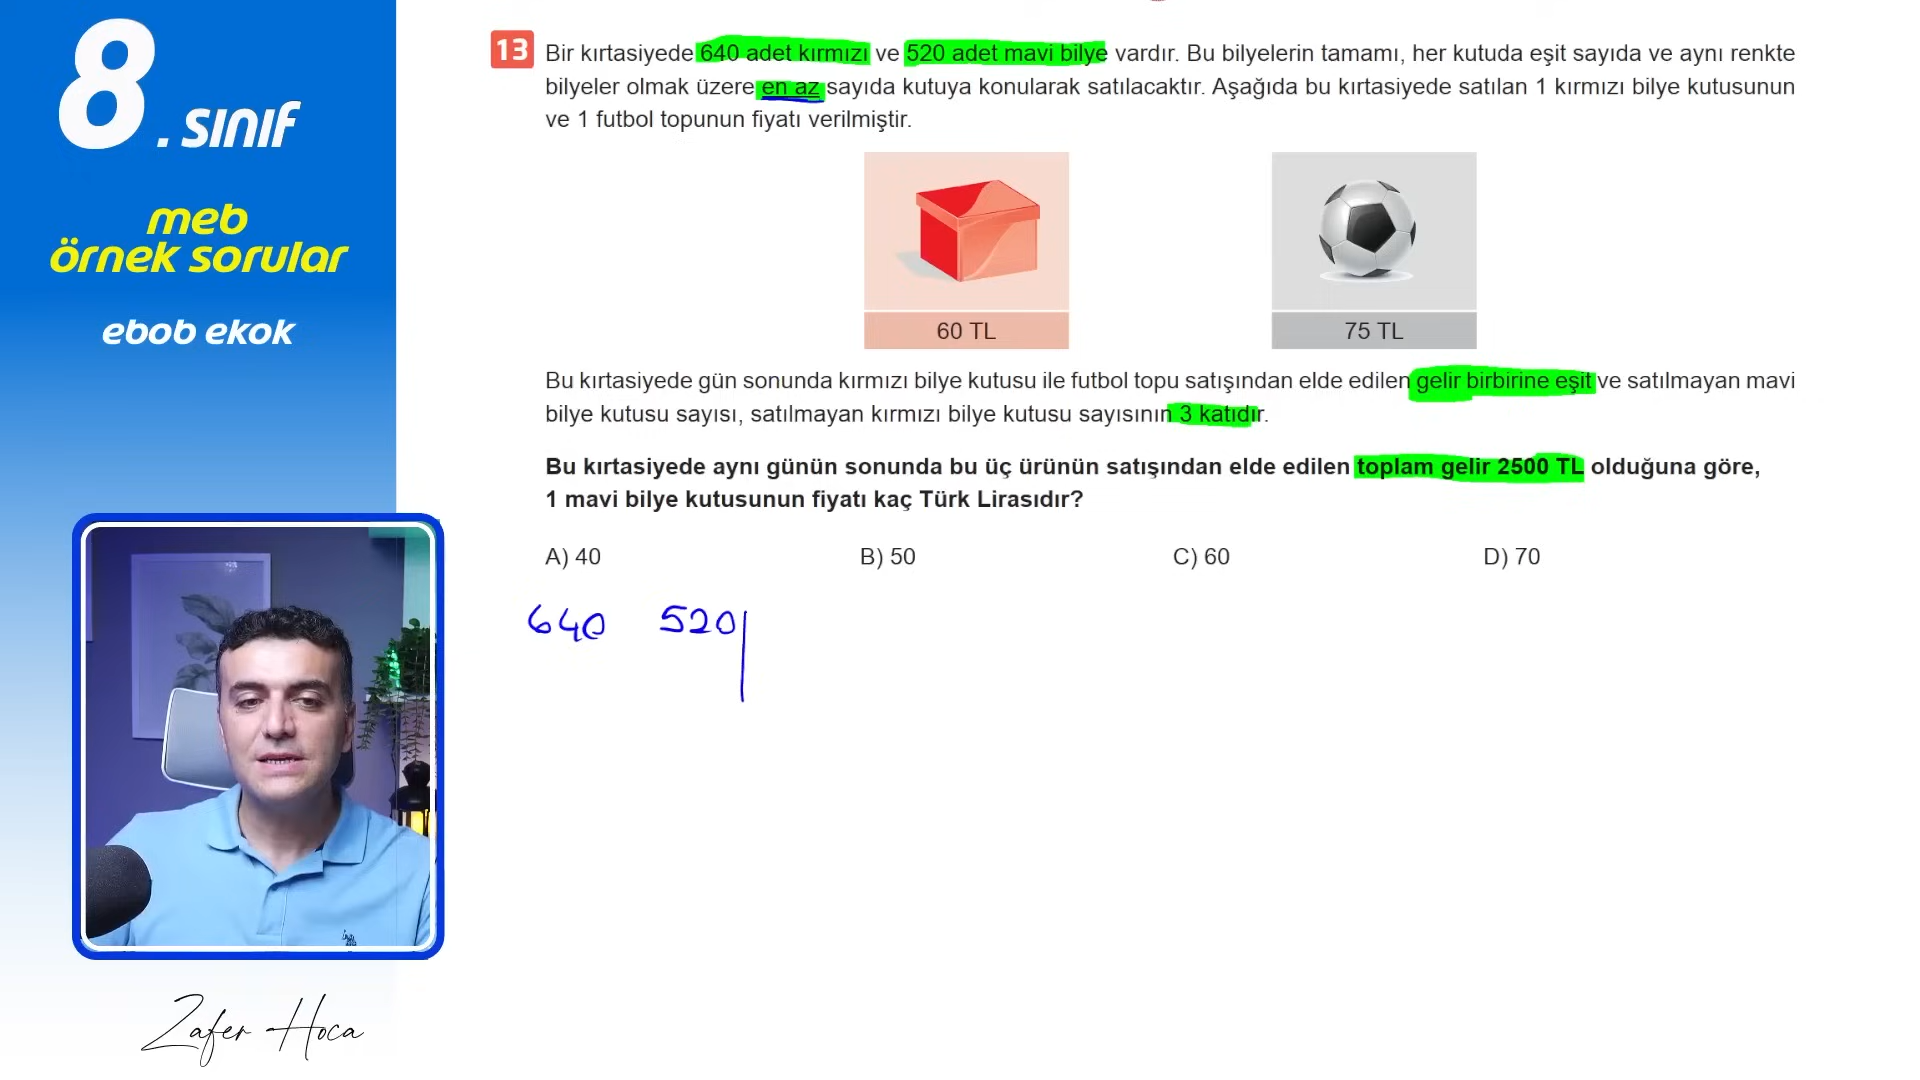 8. SINIF
meb
örnek sorular
ebob ekok
13 Bir kırtasiyede 640 adet kırmızı ve 520 adet mavi bilye vardır. Bu bilyelerin tamamı, her kutuda eşit sayıda ve aynı renkte
bilyeler olmak üzere en az sayıda kutuya konularak satılacaktır. Aşağıda bu kırtasiyede satılan 1 kırmızı bilye kutusunun
ve 1 futbol topunun fiyatı verilmiştir.
60 TL 75 TL
Bu kırtasiyede gün sonunda kırmızı bilye kutusu ile futbol topu satışından elde edilen gelir birbirine eşit ve satılmayan mavi
bilye kutusu sayısı, satılmayan kırmızı bilye kutusu sayısının 3 katıdır.
Bu kırtasiyede aynı günün sonunda bu üç ürünün satışından elde edilen toplam gelir 2500 TL olduğuna göre,
1 mavi bilye kutusunun fiyatı kaç Türk Lirasıdır?
A) 40 B) 50 C) 60 D) 70
640 520
Zafer Hoca